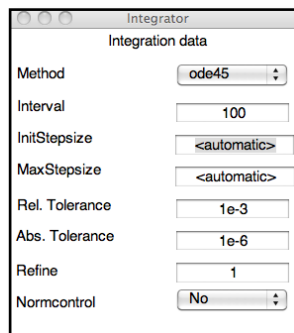 Integrator
Integration data
Method ode45
Interval 100
InitStepsize <automatic>
MaxStepsize <automatic>
Rel. Tolerance 1e-3
Abs. Tolerance 1e-6
Refine 1
Normcontrol No